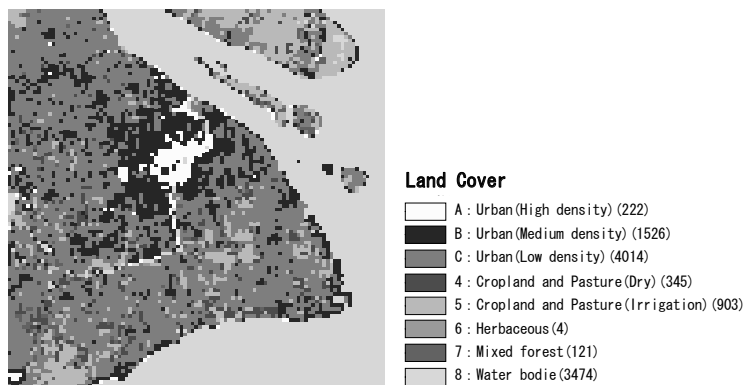 Land Cover
A : Urban(High density)(222)
B : Urban(Medium density)(1526)
C : Urban(Low density)(4014)
4 : Cropland and Pasture(Dry)(345)
5 : Cropland and Pasture(Irrigation)(903)
6 : Herbaceous(4)
7 : Mixed forest(121)
8 : Water bodie(3474)